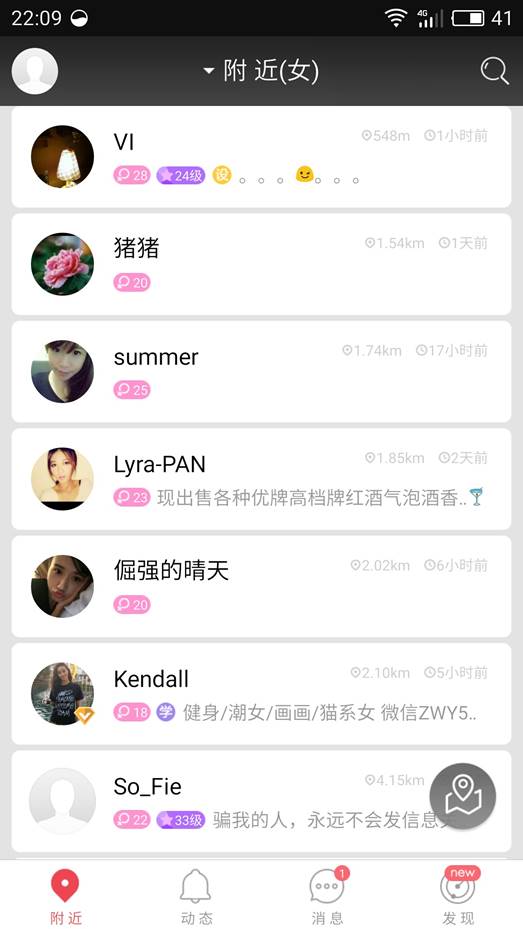 22:09 4G 41
附 近(女)
VI 548m 1小时前
28 24级 设 。。。😉。。。
猪猪 1.54km 1天前
20
summer 1.74km 17小时前
25
Lyra-PAN 1.85km 2天前
23 现出售各种优牌高档牌红酒气泡酒香..🍸
倔强的晴天 2.02km 6小时前
20
Kendall 2.10km 5小时前
18 学 健身/潮女/画画/猫系女 微信ZWY5..
So_Fie 4.15km
22 33级 骗我的人，永远不会发信息
1 new
附近 动态 消息 发现